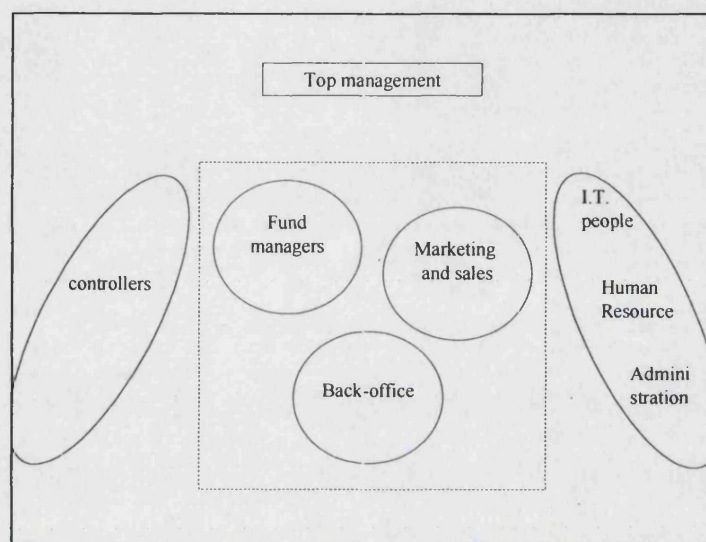 Top management
Fund
managers
Marketing
and sales
Back-office
controllers
I.T.
people
Human
Resource
Admini
stration